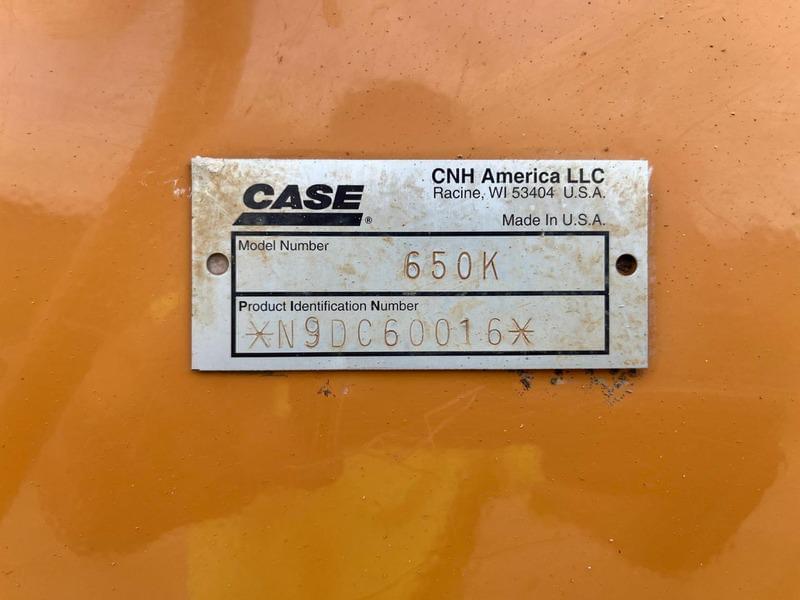 CASE®
CNH America LLC
Racine, WI 53404 U.S.A.
Made In U.S.A.
Model Number
650K
Product Identification Number
*N9DC60016*